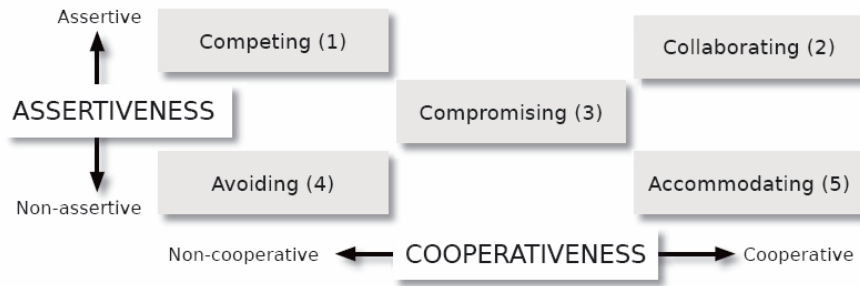 Assertive
Competing (1)
Collaborating (2)
ASSERTIVENESS
Compromising (3)
Avoiding (4)
Accommodating (5)
Non-assertive
Non-cooperative
COOPERATIVENESS
Cooperative